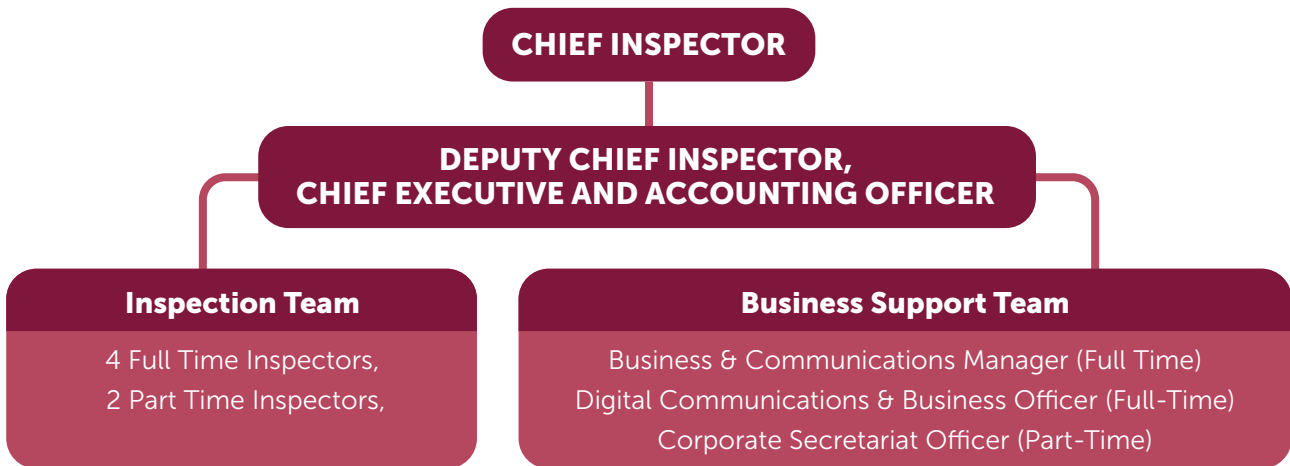 CHIEF INSPECTOR
DEPUTY CHIEF INSPECTOR,
CHIEF EXECUTIVE AND ACCOUNTING OFFICER
Inspection Team
4 Full Time Inspectors,
2 Part Time Inspectors,
Business Support Team
Business & Communications Manager (Full Time)
Digital Communications & Business Officer (Full-Time)
Corporate Secretariat Officer (Part-Time)